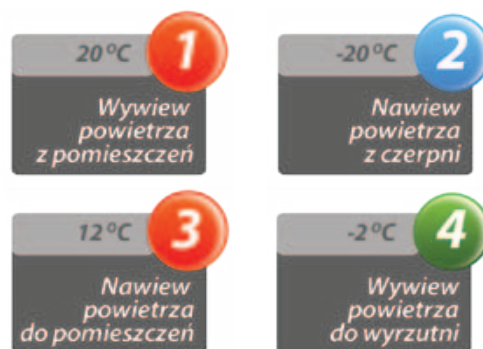 20°C 1
Wywiew
powietrza
z pomieszczeń
-20°C 2
Nawiew
powietrza
z czerpni
12°C 3
Nawiew
powietrza
do pomieszczeń
-2°C 4
Wywiew
powietrza
do wyrzutni